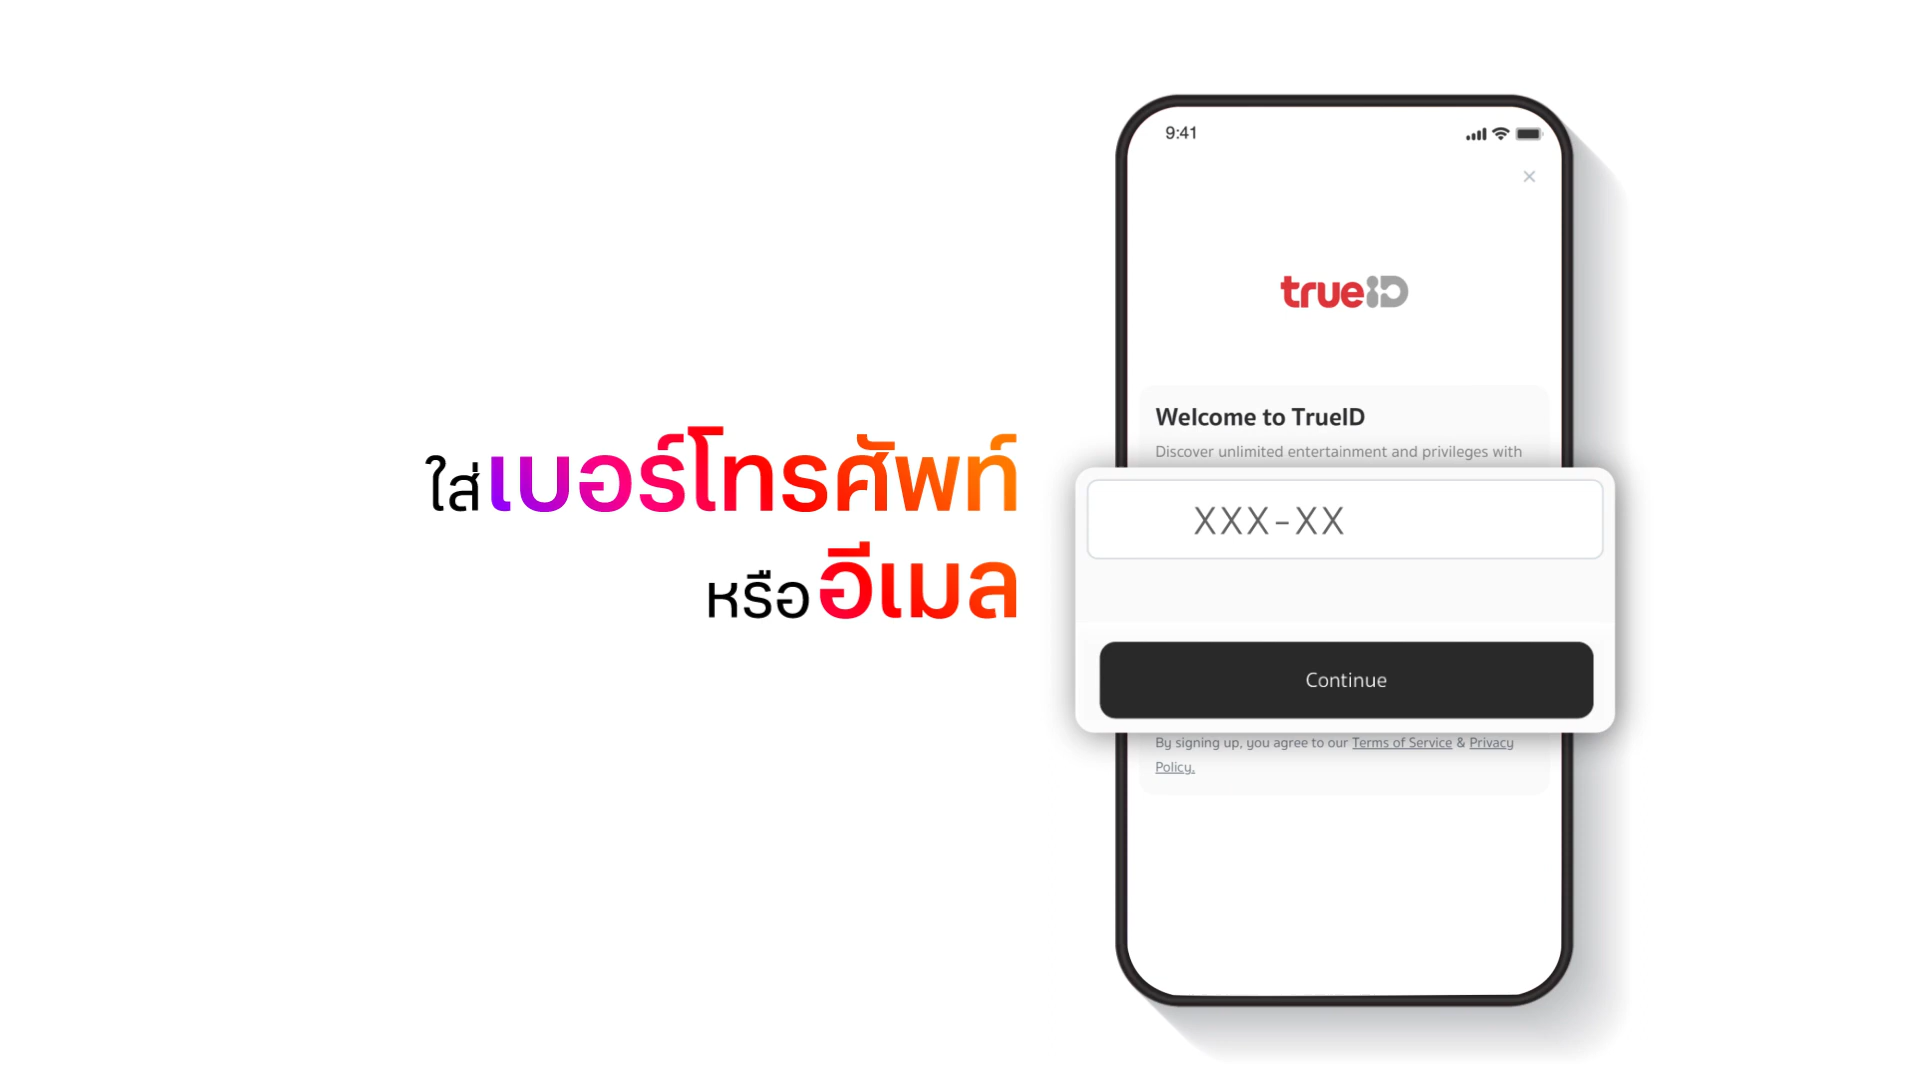 ใส่เบอร์โทรศัพท์
หรืออีเมล
9:41
trueID
Welcome to TrueID
Discover unlimited entertainment and privileges with
XXX-XX
Continue
By signing up, you agree to our Terms of Service & Privacy
Policy.